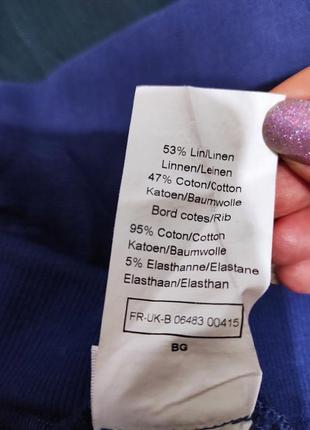 53% Lin/Linen
Linnen/Leinen
47% Coton/Cotton
Katoen/Baumwolle
Bord cotes/Rib
95% Coton/Cotton
Katoen/Baumwolle
5% Elasthanne/Elastane
Elasthaan/Elasthan
FR-UK-B 06483 00415
BG